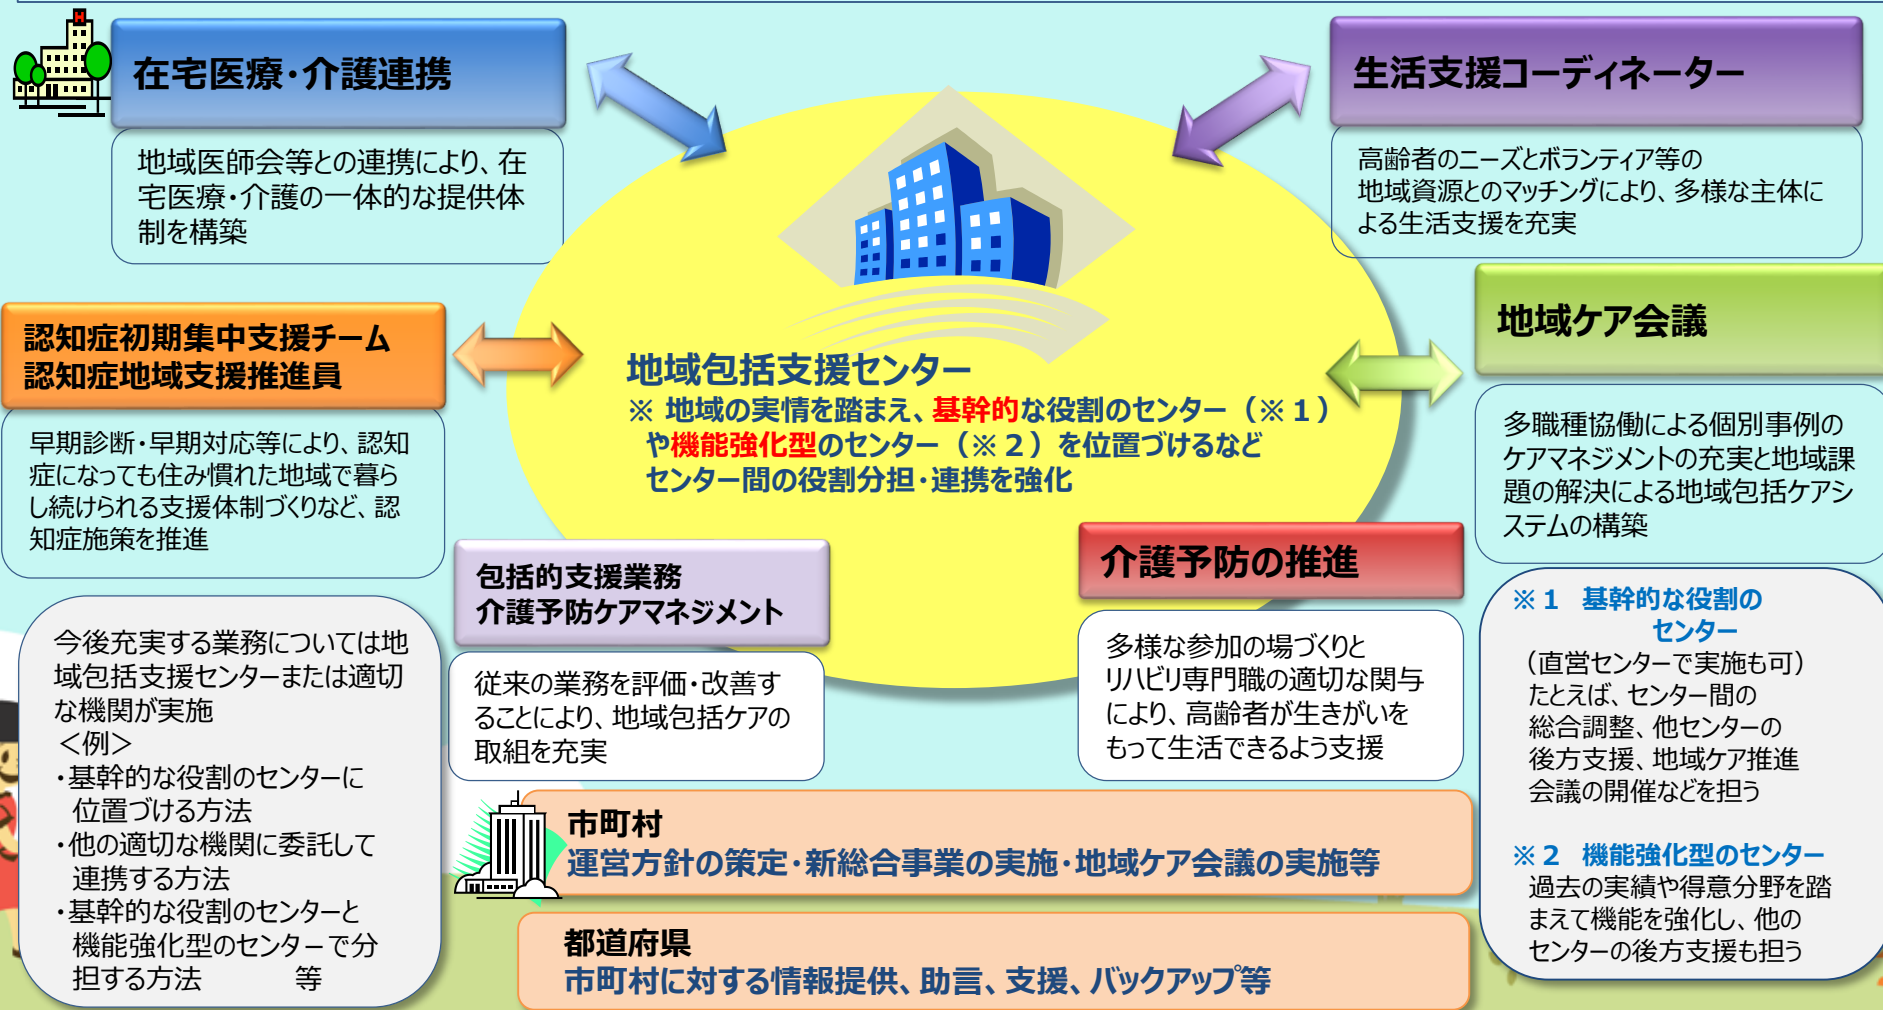 H
在宅医療・介護連携
地域医師会等との連携により、在
宅医療・介護の一体的な提供体
制を構築
生活支援コーディネーター
高齢者のニーズとボランティア等の
地域資源とのマッチングにより、多様な主体に
よる生活支援を充実
認知症初期集中支援チーム
認知症地域支援推進員
早期診断・早期対応等により、認知
症になっても住み慣れた地域で暮ら
し続けられる支援体制づくりなど、認
知症施策を推進
地域包括支援センター
※ 地域の実情を踏まえ、基幹的な役割のセンター（※１）
や機能強化型のセンター（※２）を位置づけるなど
センター間の役割分担・連携を強化
地域ケア会議
多職種協働による個別事例の
ケアマネジメントの充実と地域課
題の解決による地域包括ケアシ
ステムの構築
包括的支援業務
介護予防ケアマネジメント
従来の業務を評価・改善す
ることにより、地域包括ケアの
取組を充実
介護予防の推進
多様な参加の場づくりと
リハビリ専門職の適切な関与
により、高齢者が生きがいを
もって生活できるよう支援
今後充実する業務については地
域包括支援センターまたは適切
な機関が実施
＜例＞
・基幹的な役割のセンターに
位置づける方法
・他の適切な機関に委託して
連携する方法
・基幹的な役割のセンターと
機能強化型のセンターで分
担する方法 等
※１ 基幹的な役割の
センター
（直営センターで実施も可）
たとえば、センター間の
総合調整、他センターの
後方支援、地域ケア推進
会議の開催などを担う
※２ 機能強化型のセンター
過去の実績や得意分野を踏
まえて機能を強化し、他の
センターの後方支援も担う
市町村
運営方針の策定・新総合事業の実施・地域ケア会議の実施等
都道府県
市町村に対する情報提供、助言、支援、バックアップ等